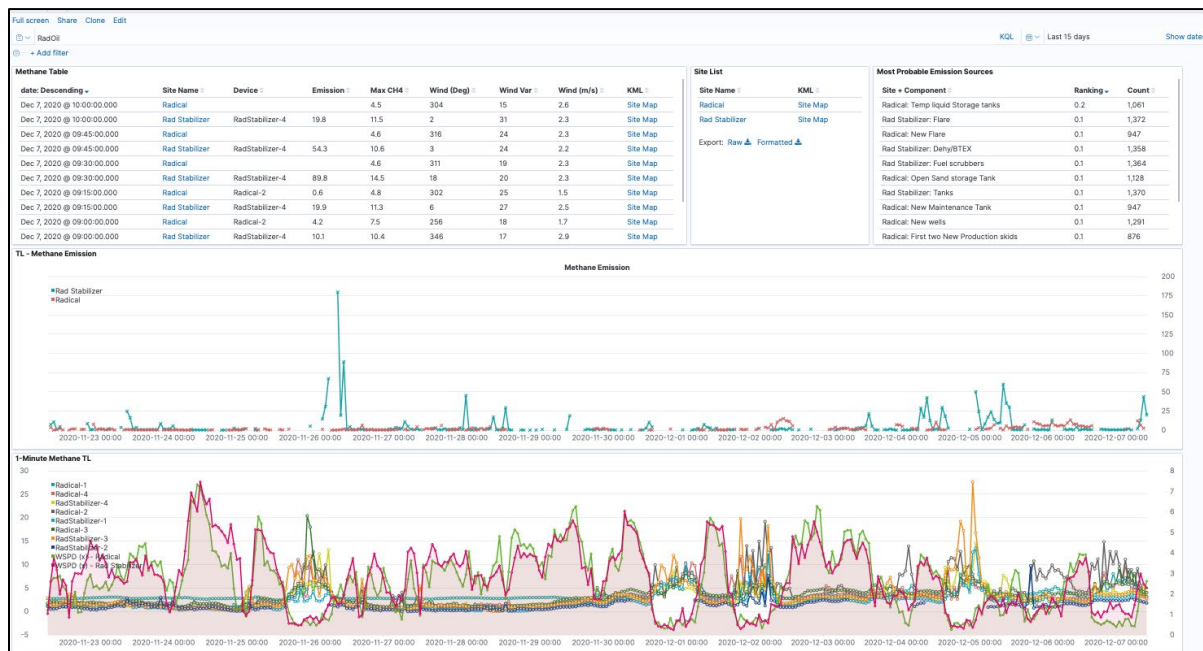 Full screen Share Clone Edit
RadOil KQL Last 15 days Show date
+ Add filter
Methane Table
date: Descending Site Name Device Emission Max CH4 Wind (Deg) Wind Var Wind (m/s) KML
Dec 7, 2020 @ 10:00:00.000 Radical 4.5 304 15 2.6 Site Map
Dec 7, 2020 @ 10:00:00.000 Rad Stabilizer RadStabilizer-4 19.8 11.5 2 31 2.3 Site Map
Dec 7, 2020 @ 09:45:00.000 Radical 4.6 316 24 2.3 Site Map
Dec 7, 2020 @ 09:45:00.000 Rad Stabilizer RadStabilizer-4 54.3 10.6 3 24 2.2 Site Map
Dec 7, 2020 @ 09:30:00.000 Radical 4.6 311 19 2.3 Site Map
Dec 7, 2020 @ 09:30:00.000 Rad Stabilizer RadStabilizer-4 89.8 14.5 18 20 2.3 Site Map
Dec 7, 2020 @ 09:15:00.000 Radical Radical-2 0.6 4.8 302 25 1.5 Site Map
Dec 7, 2020 @ 09:15:00.000 Rad Stabilizer RadStabilizer-4 19.9 11.3 6 27 2.5 Site Map
Dec 7, 2020 @ 09:00:00.000 Radical Radical-2 4.2 7.5 256 18 1.7 Site Map
Dec 7, 2020 @ 09:00:00.000 Rad Stabilizer RadStabilizer-4 10.1 10.4 346 17 2.9 Site Map
Site List
Site Name KML
Radical Site Map
Rad Stabilizer Site Map
Export: Raw Formatted
Most Probable Emission Sources
Site + Component Ranking Count
Radical: Temp liquid Storage tanks 0.2 1,061
Rad Stabilizer: Flare 0.1 1,372
Radical: New Flare 0.1 947
Rad Stabilizer: Dehy/BTEX 0.1 1,358
Rad Stabilizer: Fuel scrubbers 0.1 1,364
Radical: Open Sand storage Tank 0.1 1,128
Rad Stabilizer: Tanks 0.1 1,370
Radical: New Maintenance Tank 0.1 947
Radical: New wells 0.1 1,291
Radical: First two New Production skids 0.1 876
TL - Methane Emission
Methane Emission
Rad Stabilizer
Radical
200
175
150
125
100
75
50
25
0
2020-11-23 00:00 2020-11-24 00:00 2020-11-25 00:00 2020-11-26 00:00 2020-11-27 00:00 2020-11-28 00:00 2020-11-29 00:00 2020-11-30 00:00 2020-12-01 00:00 2020-12-02 00:00 2020-12-03 00:00 2020-12-04 00:00 2020-12-05 00:00 2020-12-06 00:00 2020-12-07 00:00
1-Minute Methane TL
30
25
20
15
10
5
0
-5
Radical-1
Radical-4
RadStabilizer-4
Radical-2
RadStabilizer-1
Radical-3
RadStabilizer-3
RadStabilizer-2
WSPD (x) - Radical
WSPD (y) - Rad Stabilizer
8
7
6
5
4
3
2
1
0
2020-11-23 00:00 2020-11-24 00:00 2020-11-25 00:00 2020-11-26 00:00 2020-11-27 00:00 2020-11-28 00:00 2020-11-29 00:00 2020-11-30 00:00 2020-12-01 00:00 2020-12-02 00:00 2020-12-03 00:00 2020-12-04 00:00 2020-12-05 00:00 2020-12-06 00:00 2020-12-07 00:00